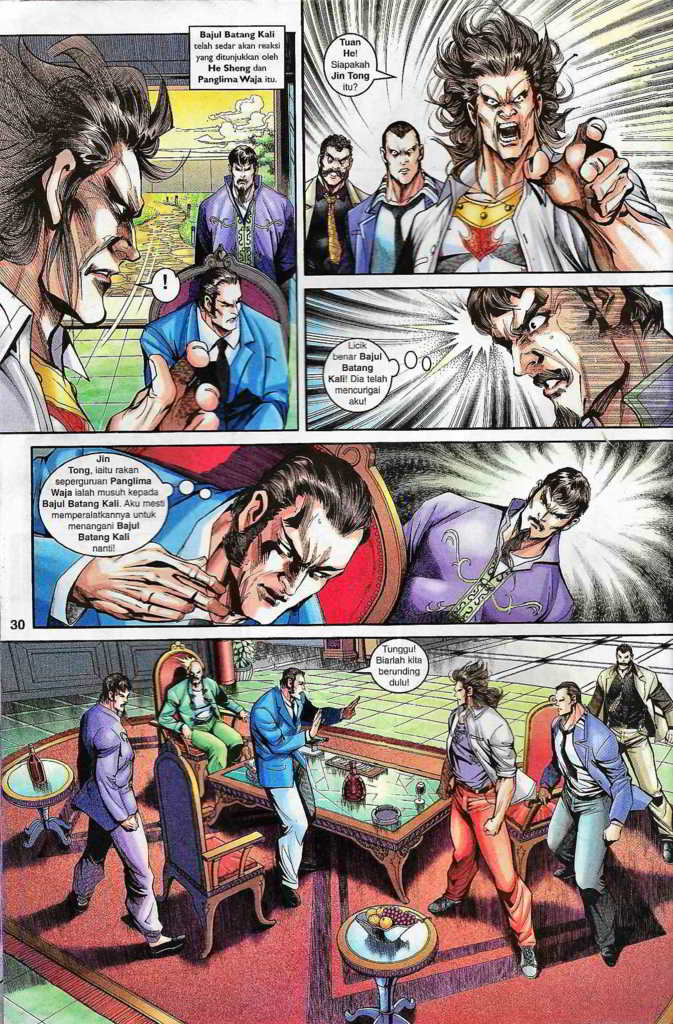 Bajul Batang Kali
telah sedar akan reaksi
yang ditunjukkan oleh
He Sheng dan
Panglima Waja itu.
Tuan
He!
Siapakah
Jin Tong
itu?
!
Licik
benar Bajul
Batang
Kali! Dia telah
mencurigai
aku!
Jin
Tong, iaitu rakan
seperguruan Panglima
Waja ialah musuh kepada
Bajul Batang Kali. Aku mesti
memperalatkannya untuk
menangani Bajul
Batang Kali
nanti!
30
Tunggu!
Biarlah kita
berunding
dulu!